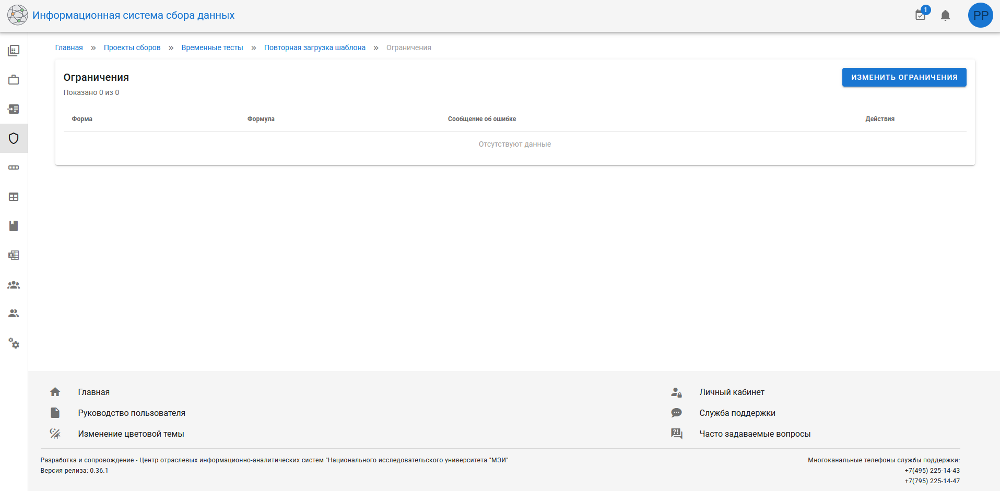 Информационная система сбора данных
1
PP
Главная » Проекты сборов » Временные тесты » Повторная загрузка шаблона » Ограничения
Ограничения
ИЗМЕНИТЬ ОГРАНИЧЕНИЯ
Показано 0 из 0
Форма Формула Сообщение об ошибке Действия
Отсутствуют данные
Главная
Руководство пользователя
Изменение цветовой темы
Личный кабинет
Служба поддержки
Часто задаваемые вопросы
Разработка и сопровождение - Центр отраслевых информационно-аналитических систем "Национального исследовательского университета "МЭИ"
Версия релиза: 0.36.1
Многоканальные телефоны службы поддержки:
+7(495) 225-14-43
+7(795) 225-14-47